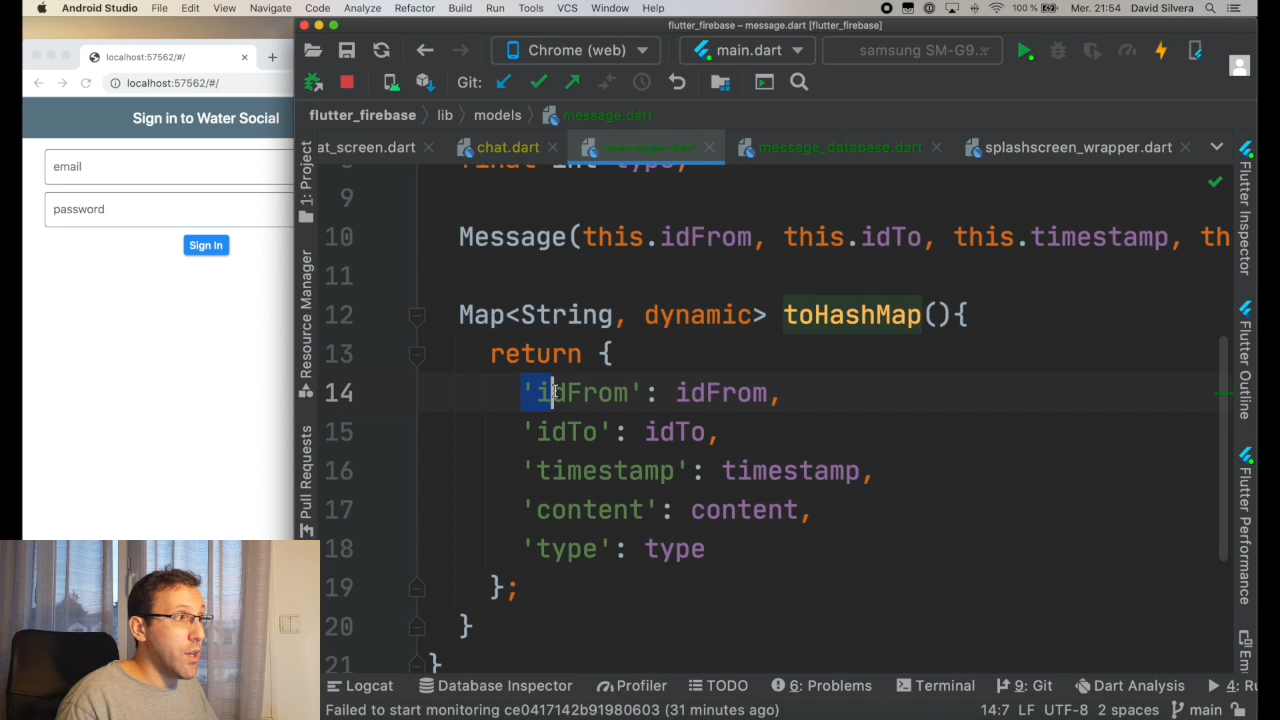 Android Studio File Edit View Navigate Code Analyze Refactor Build Run Tools VCS Window Help 100 % Mer. 21:54 David Silvera
flutter_firebase – message.dart [flutter_firebase]
localhost:57562/#/
localhost:57562/#/
Sign in to Water Social
email
password
Sign In
Chrome (web) main.dart samsung SM-G9...
Git:
flutter_firebase lib models message.dart
at_screen.dart chat.dart message.dart message_database.dart splashscreen_wrapper.dart
1: Project
Resource Manager
Pull Requests
9
10 Message(this.idFrom, this.idTo, this.timestamp, th
11
12 Map<String, dynamic> toHashMap(){
13 return {
14 'idFrom': idFrom,
15 'idTo': idTo,
16 'timestamp': timestamp,
17 'content': content,
18 'type': type
19 };
20 }
21 }
Flutter Inspector
Flutter Outline
Flutter Performance
Em
Logcat Database Inspector Profiler TODO 6: Problems Terminal 9: Git Dart Analysis 4: Ru
Failed to start monitoring ce0417142b91980603 (31 minutes ago) 14:7 LF UTF-8 2 spaces main